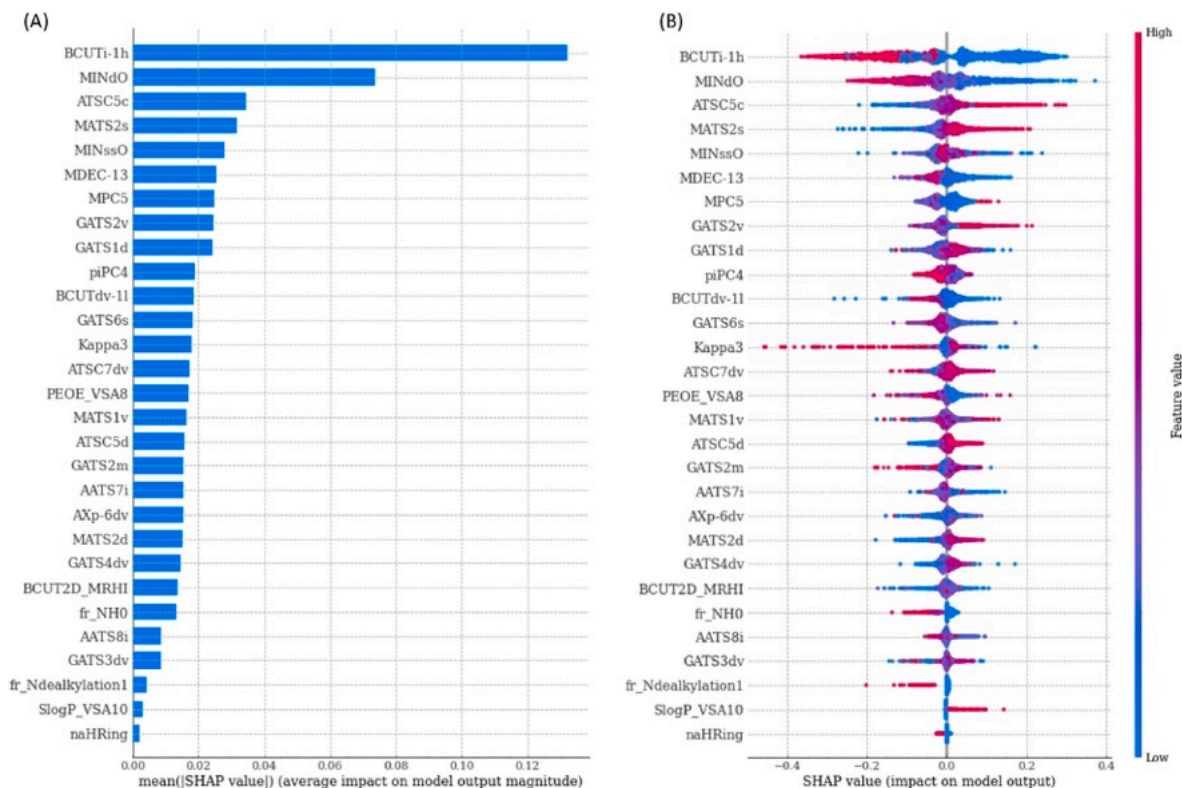 (A)
BCUTi-1h
MINdO
ATSC5c
MATS2s
MINssO
MDEC-13
MPC5
GATS2v
GATS1d
piPC4
BCUTdv-1l
GATS6s
Kappa3
ATSC7dv
PEOE_VSA8
MATS1v
ATSC5d
GATS2m
AATS7i
AXp-6dv
MATS2d
GATS4dv
BCUT2D_MRHI
fr_NH0
AATS8i
GATS3dv
fr_Ndealkylation1
SlogP_VSA10
naHRing
0.00 0.02 0.04 0.06 0.08 0.10 0.12
mean(|SHAP value|) (average impact on model output magnitude)
(B)
BCUTi-1h
MINdO
ATSC5c
MATS2s
MINssO
MDEC-13
MPC5
GATS2v
GATS1d
piPC4
BCUTdv-1l
GATS6s
Kappa3
ATSC7dv
PEOE_VSA8
MATS1v
ATSC5d
GATS2m
AATS7i
AXp-6dv
MATS2d
GATS4dv
BCUT2D_MRHI
fr_NH0
AATS8i
GATS3dv
fr_Ndealkylation1
SlogP_VSA10
naHRing
−0.4 −0.2 0.0 0.2 0.4
SHAP value (impact on model output)
High
Feature value
Low